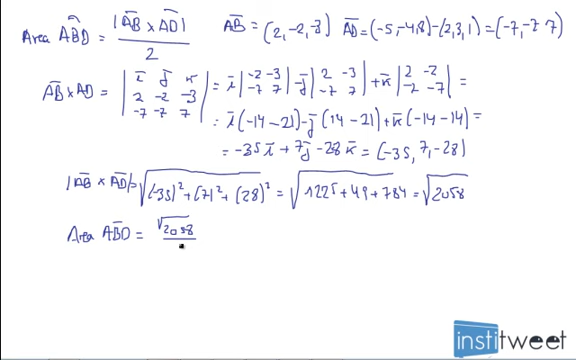 Area ABD = |AB × AD| / 2   AB = (2, -2, -3)   AD = (-5, -4, 8) - (2, 3, 1) = (-7, -7 7)
AB × AD = | i j k | = i | -2 -3 | - j | 2 -3 | + k | 2 -2 | =
| 2 -2 -3 | | -7 7 | | -7 7 | | -2 -7 |
| -7 -7 7 | = i (-14 - 21) - j (14 - 21) + k (-14 - 14) =
= -35 i + 7 j - 28 k = (-35, 7, -28)
|AB × AD| = √(-35)² + (7)² + (28)² = √1225 + 49 + 784 = √2058
Area ABD = √2058
institweet